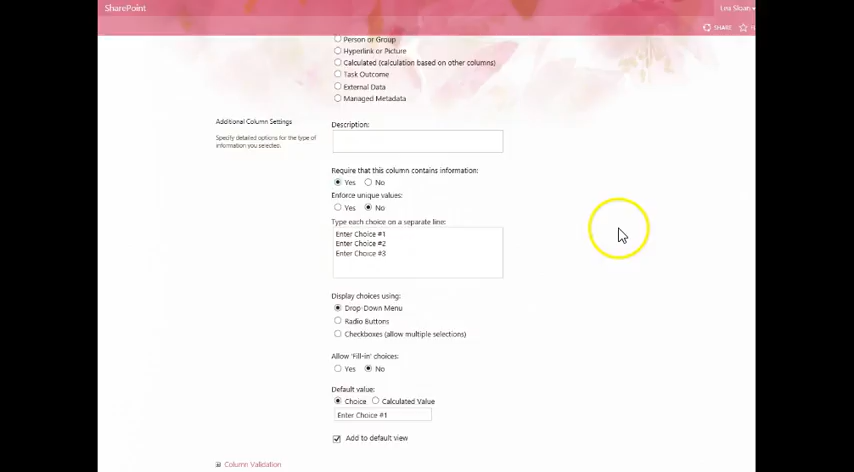 SharePoint
Lea Sloan
SHARE
Person or Group
Hyperlink or Picture
Calculated (calculation based on other columns)
Task Outcome
External Data
Managed Metadata
Additional Column Settings
Specify detailed options for the type of
information you selected.
Description:
Require that this column contains information:
Yes No
Enforce unique values:
Yes No
Type each choice on a separate line:
Enter Choice #1
Enter Choice #2
Enter Choice #3
Display choices using:
Drop-Down Menu
Radio Buttons
Checkboxes (allow multiple selections)
Allow 'Fill-in' choices:
Yes No
Default value:
Choice Calculated Value
Enter Choice #1
Add to default view
Column Validation